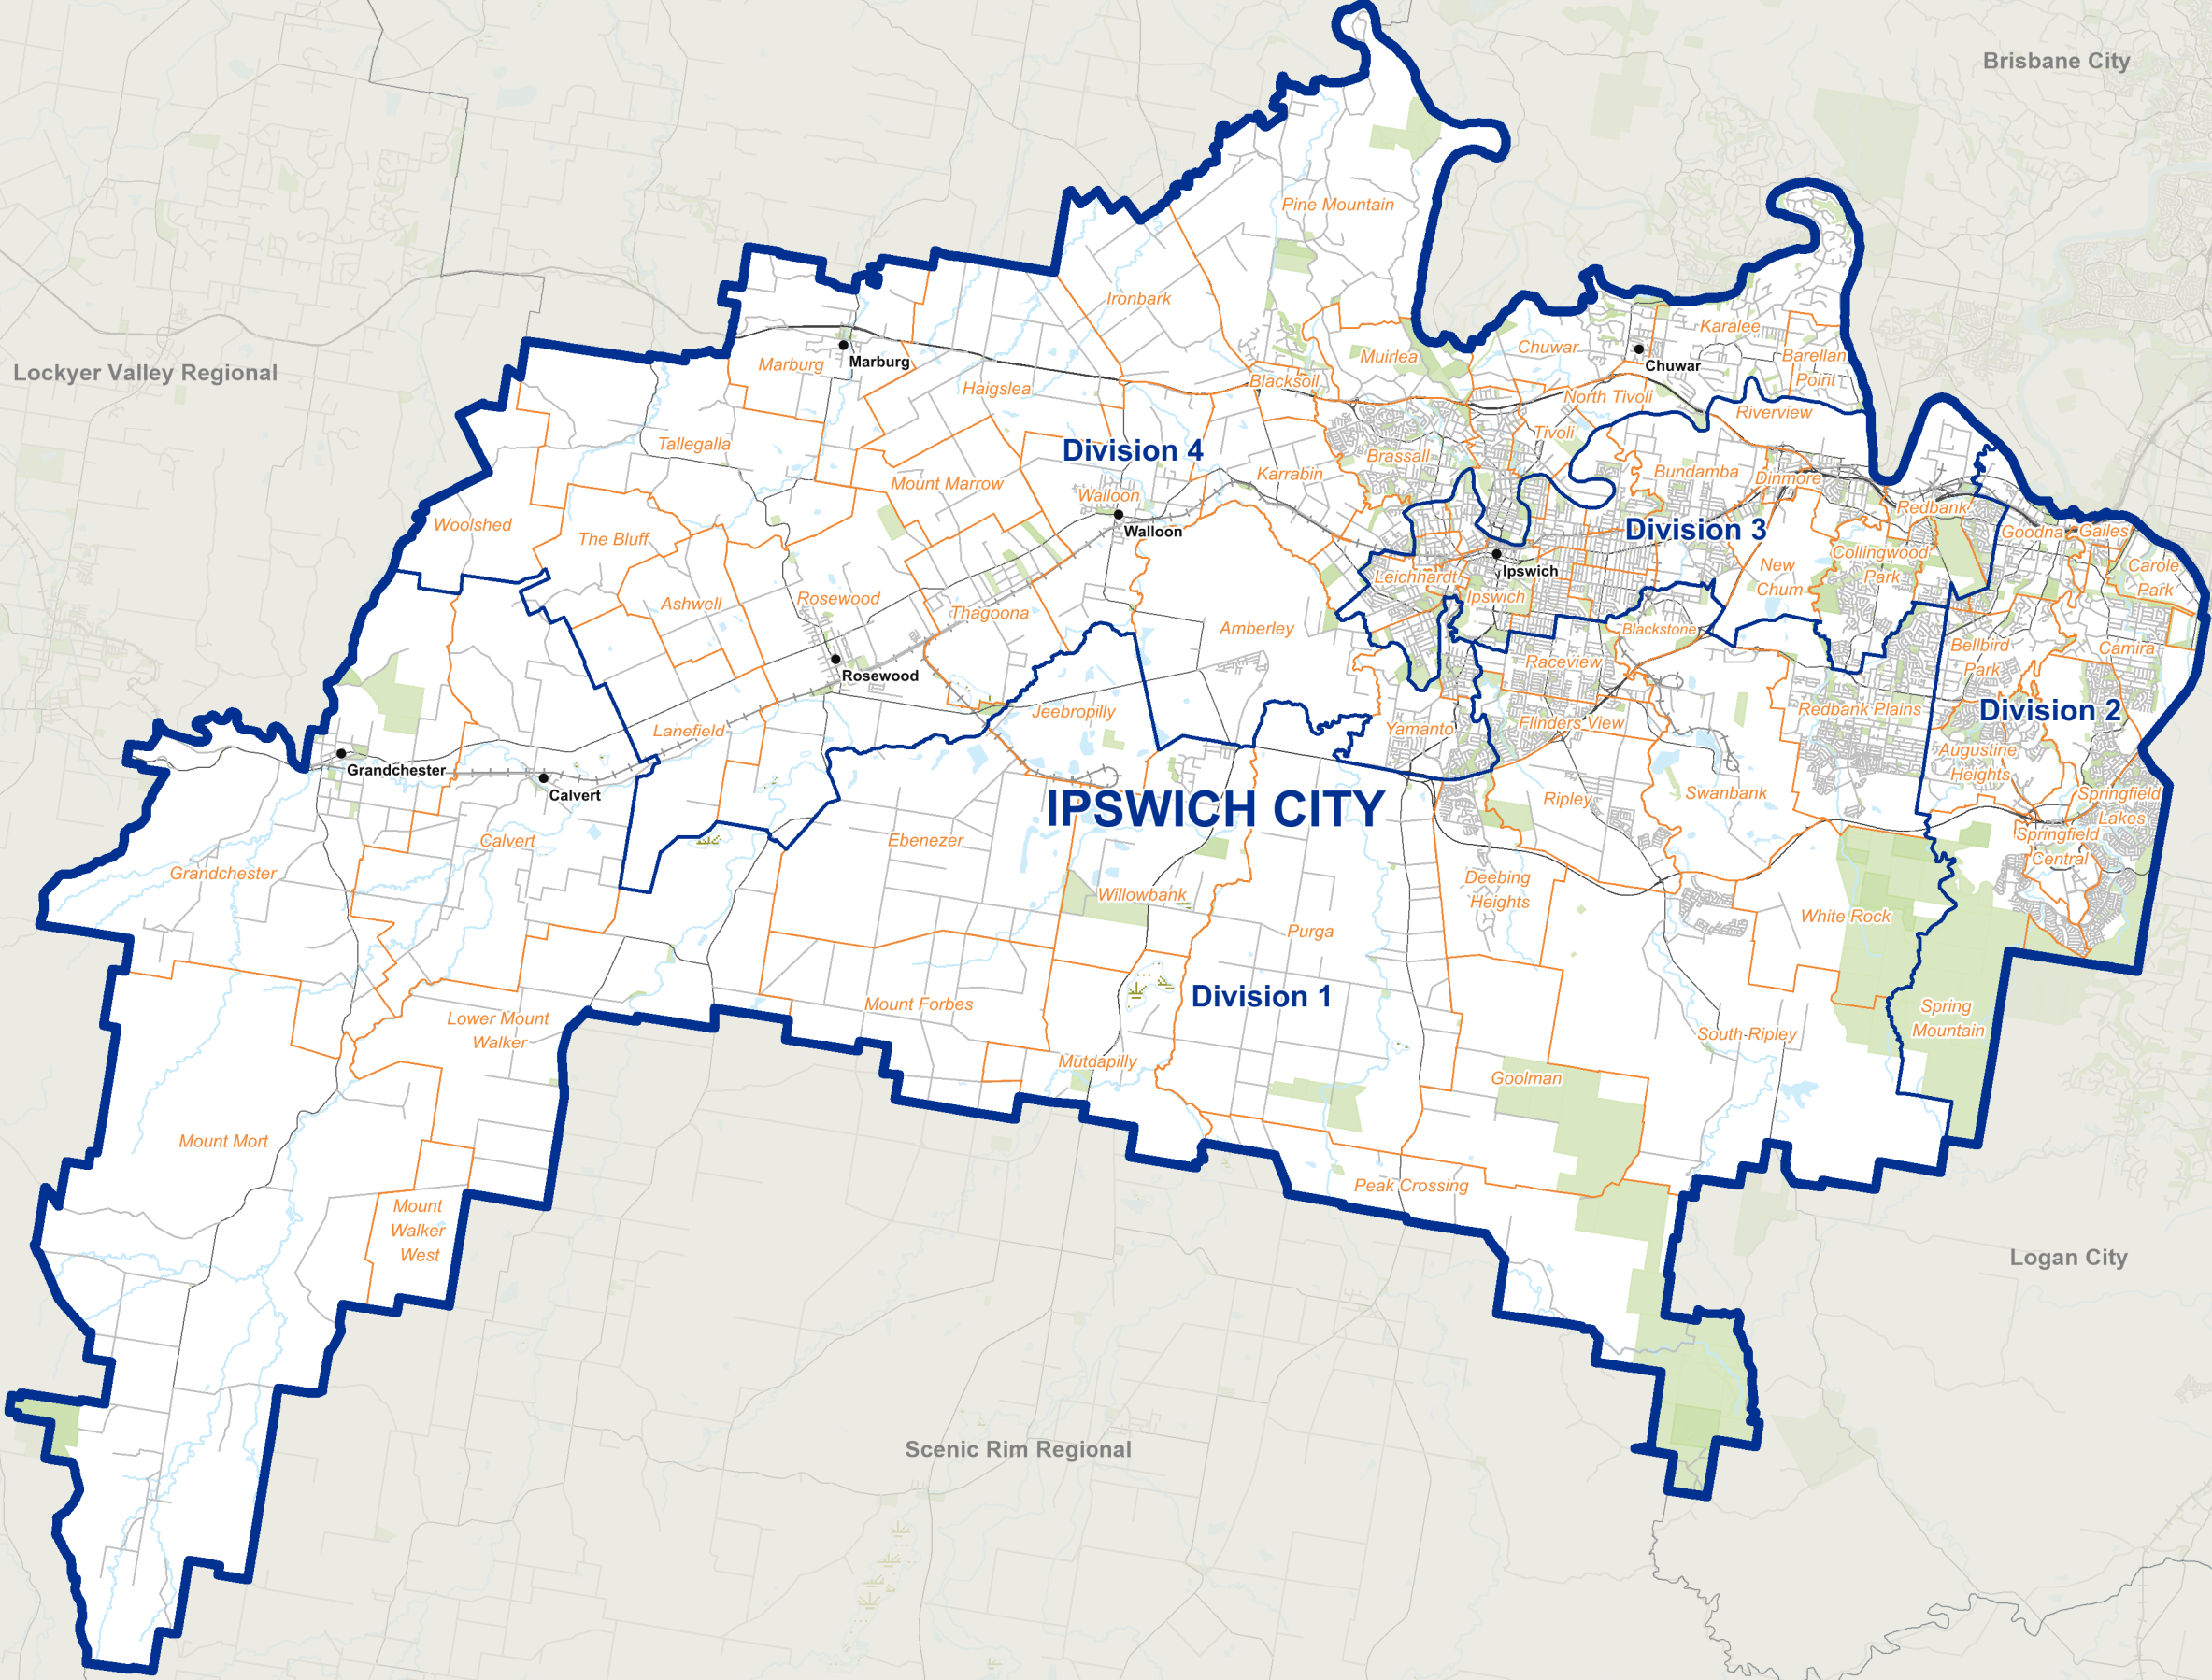 Brisbane City
Pine Mountain
Ironbark
Karalee
Chuwar
Muirlea
Barellan
Point
Marburg
Marburg
Chuwar
Lockyer Valley Regional
Blacksoil
Haigslea
North Tivoli
Riverview
Tivoli
Tallegalla
Division 4
Brassall
Karrabin
Bundamba
Dinmore
Mount Marrow
Walloon
Redbank
Woolshed
Walloon
Division 3
Goodna
Gailes
The Bluff
Collingwood
Park
New
Chum
Carole
Park
Leichhardt
Ipswich
Ipswich
Ashwell
Rosewood
Thagoona
Amberley
Blackstone
Bellbird
Park
Camira
Raceview
Rosewood
Jeebropilly
Division 2
Redbank Plains
Lanefield
Yamanto
Flinders View
Augustine
Heights
Grandchester
Calvert
IPSWICH CITY
Ripley
Swanbank
Springfield
Lakes
Springfield
Central
Calvert
Ebenezer
Grandchester
Willowbank
Deebing
Heights
White Rock
Purga
Division 1
Mount Forbes
Spring
Mountain
Lower Mount
Walker
South Ripley
Mutdapilly
Goolman
Mount Mort
Peak Crossing
Mount
Walker
West
Logan City
Scenic Rim Regional